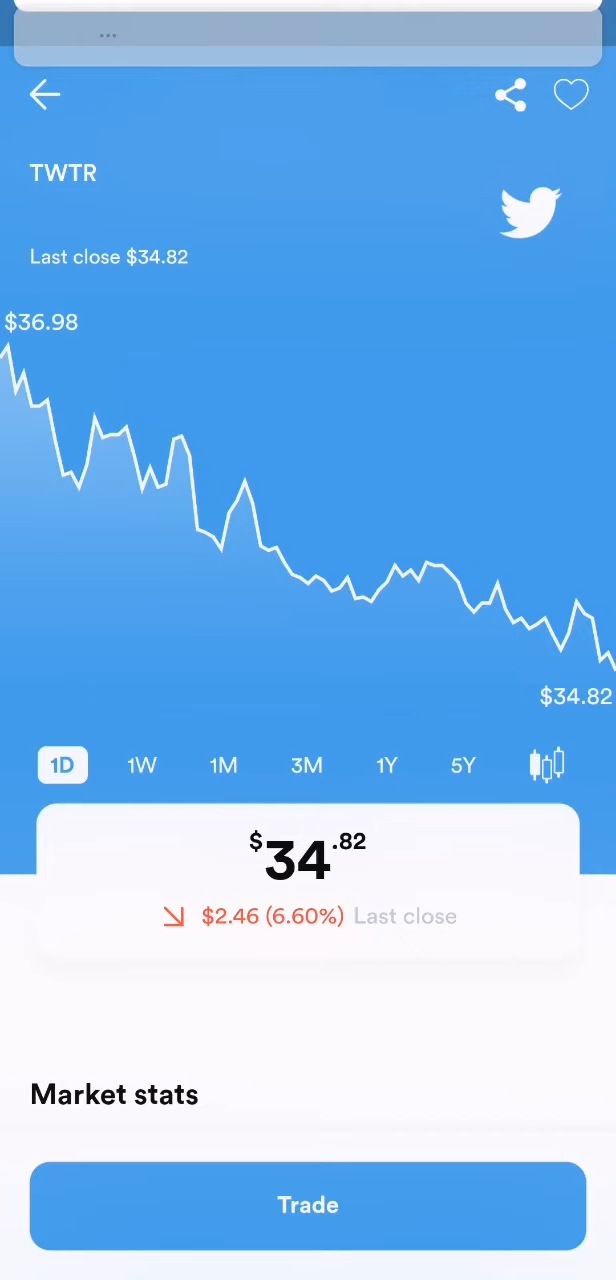 ...
TWTR
Last close $34.82
$36.98
$34.82
1D 1W 1M 3M 1Y 5Y
$34.82
$2.46 (6.60%) Last close
Market stats
Trade